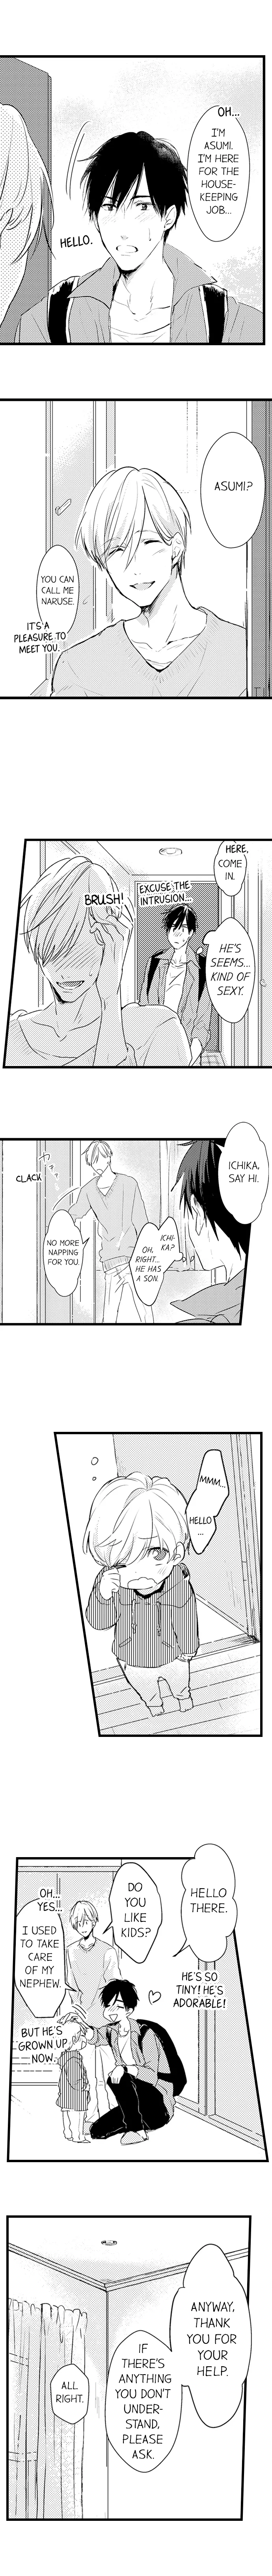 OH...
I'M
ASUMI.
I'M HERE
FOR THE
HOUSE-
KEEPING
JOB...
HELLO.
ASUMI?
YOU CAN
CALL ME
NARUSE.
IT'S A
PLEASURE TO
MEET YOU.
HERE,
COME
IN.
EXCUSE THE
INTRUSION...
BRUSH!
HE'S
SEEMS...
KIND OF
SEXY.
ICHIKA,
SAY HI.
CLACK
ICHI-
KA?
OH,
RIGHT...
HE HAS
A SON.
NO MORE
NAPPING
FOR YOU.
MMM...
HELLO
...
HELLO
THERE.
HE'S SO
TINY! HE'S
ADORABLE!
DO
YOU
LIKE
KIDS?
OH...
YES...
I USED
TO TAKE
CARE
OF MY
NEPHEW.
BUT HE'S
GROWN UP
NOW.
ANYWAY,
THANK
YOU FOR
YOUR
HELP.
IF
THERE'S
ANYTHING
YOU DON'T
UNDER-
STAND,
PLEASE
ASK.
ALL
RIGHT.